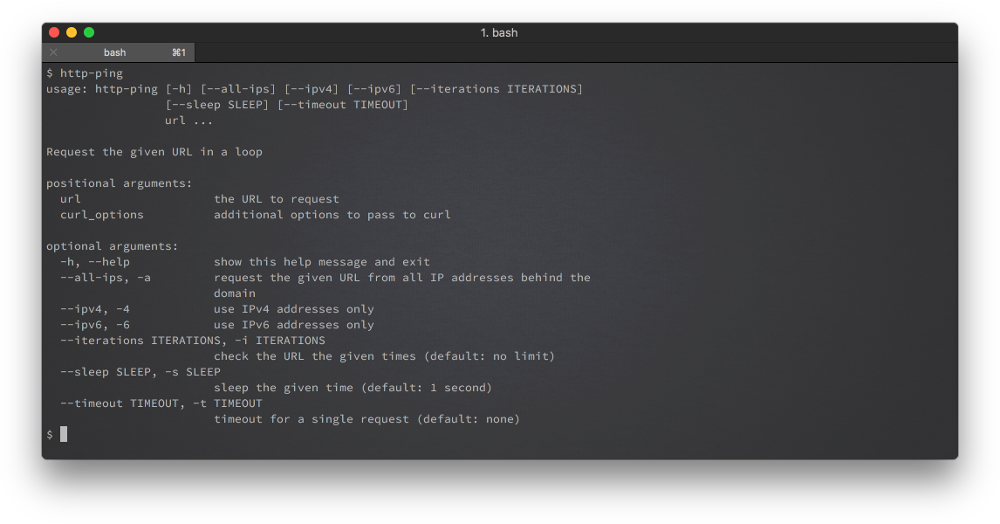 1. bash
bash ⌘1
$ http-ping
usage: http-ping [-h] [--all-ips] [--ipv4] [--ipv6] [--iterations ITERATIONS]
[--sleep SLEEP] [--timeout TIMEOUT]
url ...
Request the given URL in a loop
positional arguments:
url the URL to request
curl_options additional options to pass to curl
optional arguments:
-h, --help show this help message and exit
--all-ips, -a request the given URL from all IP addresses behind the
domain
--ipv4, -4 use IPv4 addresses only
--ipv6, -6 use IPv6 addresses only
--iterations ITERATIONS, -i ITERATIONS
check the URL the given times (default: no limit)
--sleep SLEEP, -s SLEEP
sleep the given time (default: 1 second)
--timeout TIMEOUT, -t TIMEOUT
timeout for a single request (default: none)
$